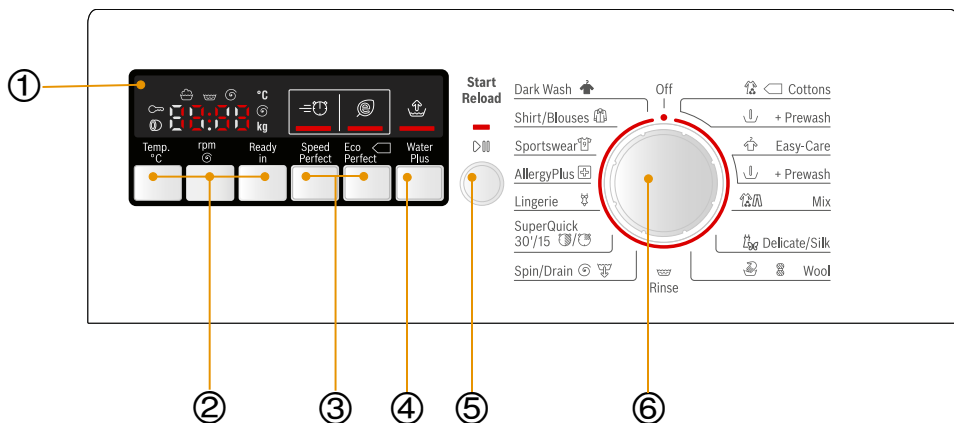 ①
°C
kg
Temp.
°C
rpm
Ready
in
Speed
Perfect
Eco
Perfect
Water
Plus
Start
Reload
Dark Wash
Shirt/Blouses
Sportswear
AllergyPlus
Lingerie
SuperQuick
30'/15
Spin/Drain
Off
Rinse
Cottons
+ Prewash
Easy-Care
+ Prewash
Mix
Delicate/Silk
Wool
②
③
④
⑤
⑥